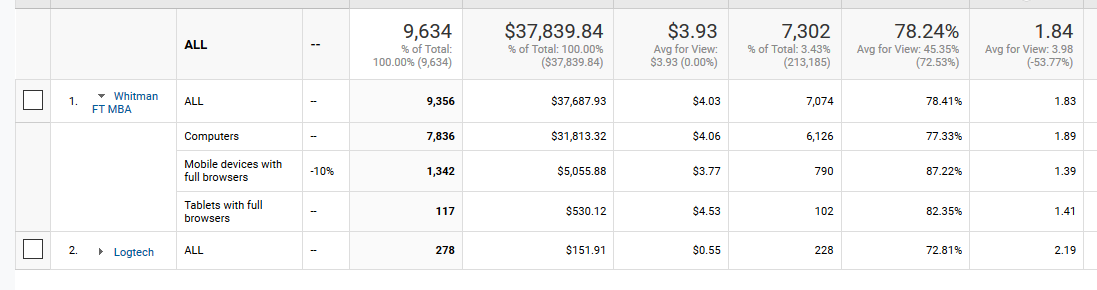 ALL -- 9,634 $37,839.84 $3.93 7,302 78.24% 1.84
% of Total: % of Total: 100.00% Avg for View: % of Total: 3.43% Avg for View: 45.35% Avg for View: 3.98
100.00% (9,634) ($37,839.84) $3.93 (0.00%) (213,185) (72.53%) (-53.77%)
1. Whitman FT MBA ALL -- 9,356 $37,687.93 $4.03 7,074 78.41% 1.83
Computers -- 7,836 $31,813.32 $4.06 6,126 77.33% 1.89
Mobile devices with
full browsers -10% 1,342 $5,055.88 $3.77 790 87.22% 1.39
Tablets with full
browsers -- 117 $530.12 $4.53 102 82.35% 1.41
2. Logtech ALL -- 278 $151.91 $0.55 228 72.81% 2.19